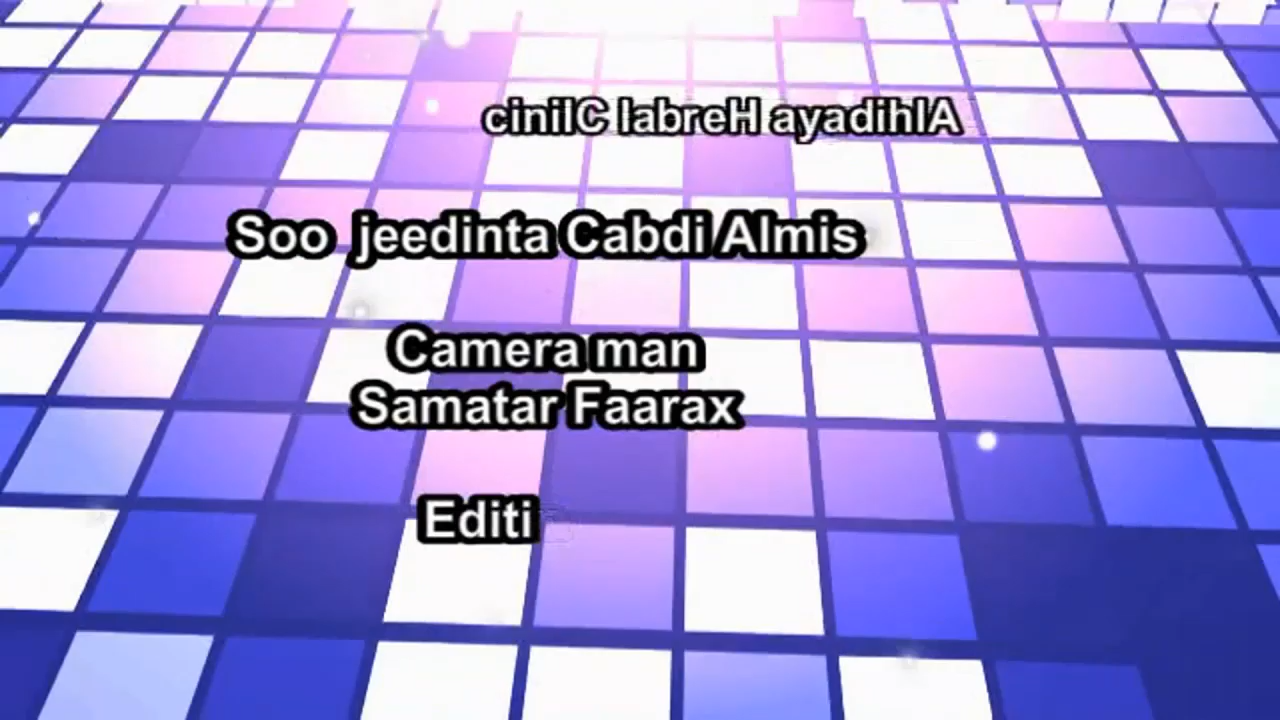 cinilC labreH ayadihlA
Soo jeedinta Cabdi Almis
Camera man
Samatar Faarax
Editi